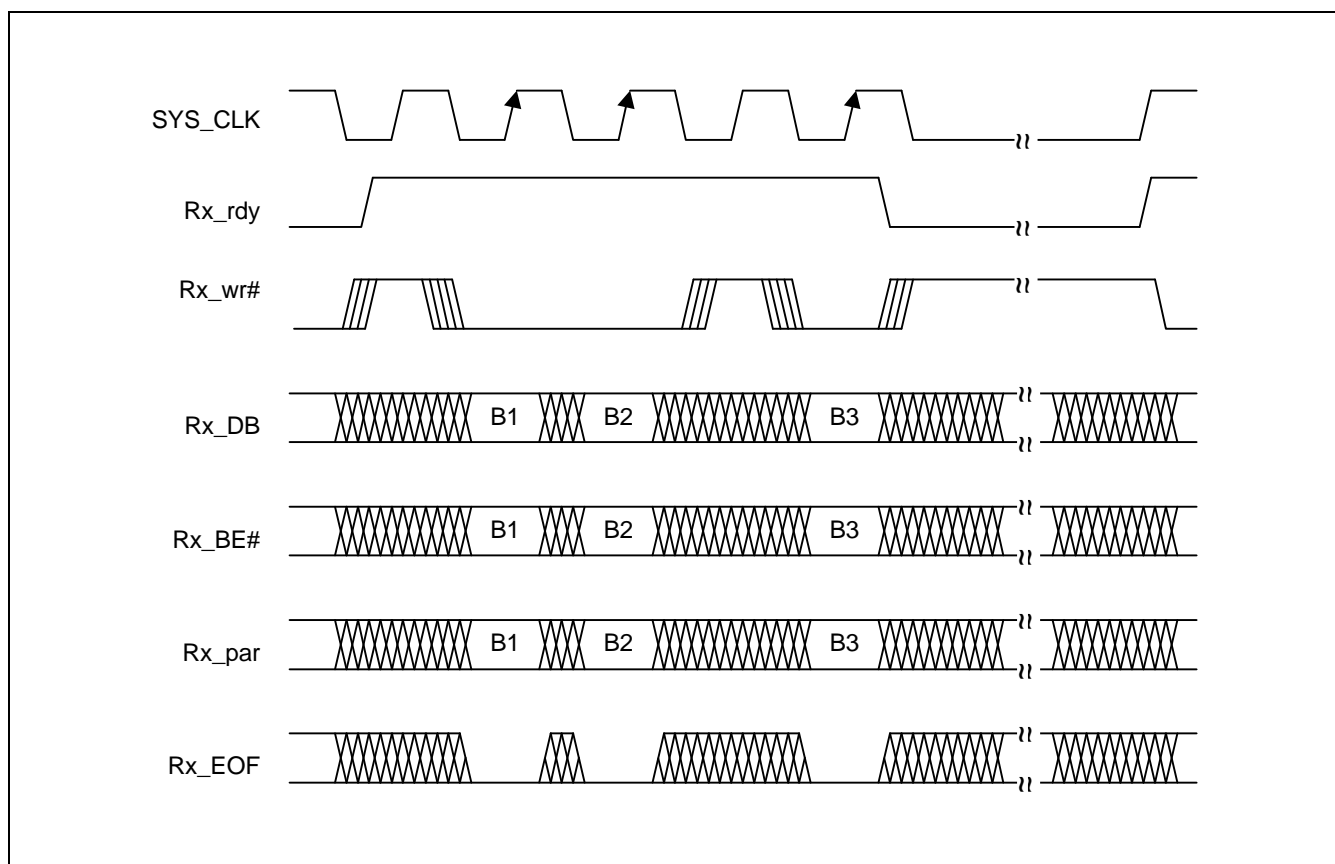 SYS_CLK
Rx_rdy
Rx_wr#
Rx_DB B1 B2 B3
Rx_BE# B1 B2 B3
Rx_par B1 B2 B3
Rx_EOF